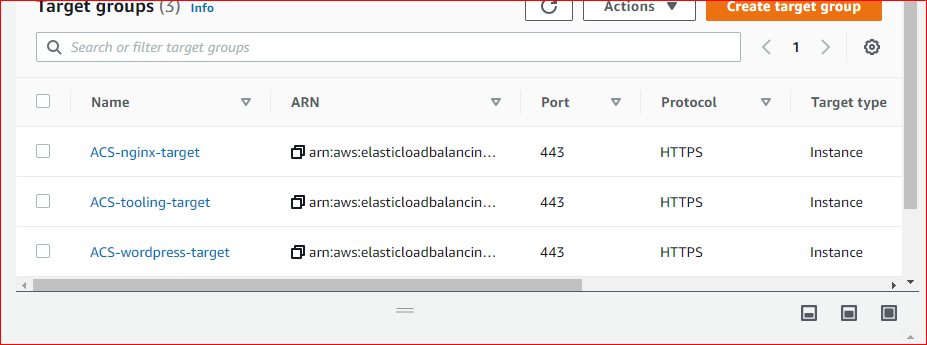 Target groups (3) Info Actions Create target group
Search or filter target groups 1
Name ARN Port Protocol Target type
ACS-nginx-target arn:aws:elasticloadbalancin… 443 HTTPS Instance
ACS-tooling-target arn:aws:elasticloadbalancin… 443 HTTPS Instance
ACS-wordpress-target arn:aws:elasticloadbalancin… 443 HTTPS Instance